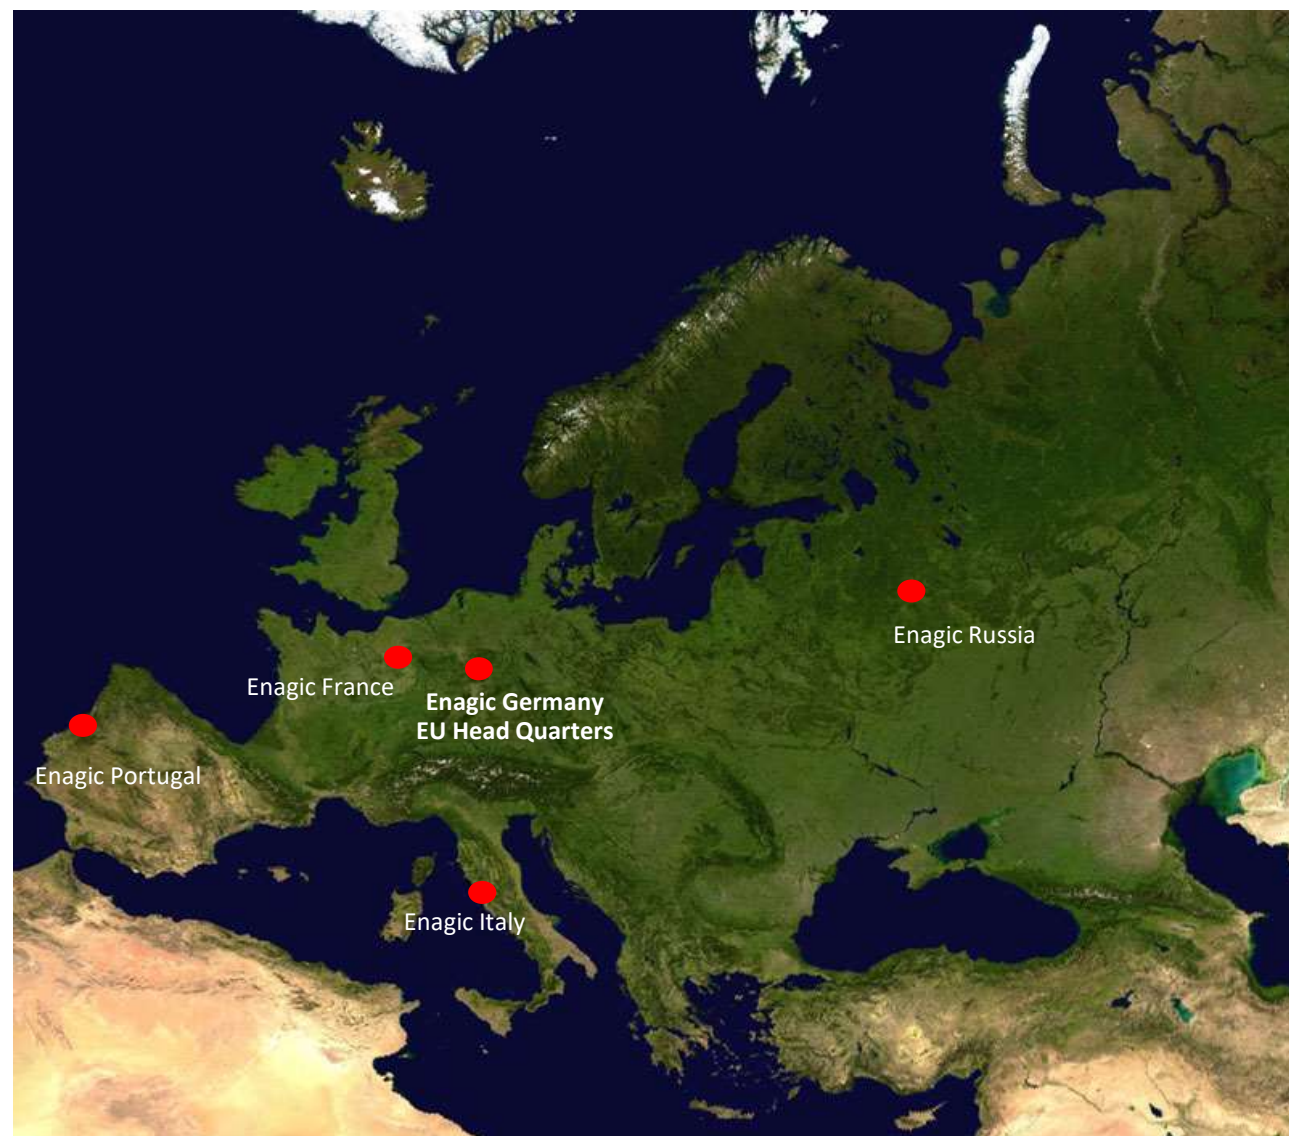 Enagic Russia
Enagic France
Enagic Germany
EU Head Quarters
Enagic Portugal
Enagic Italy